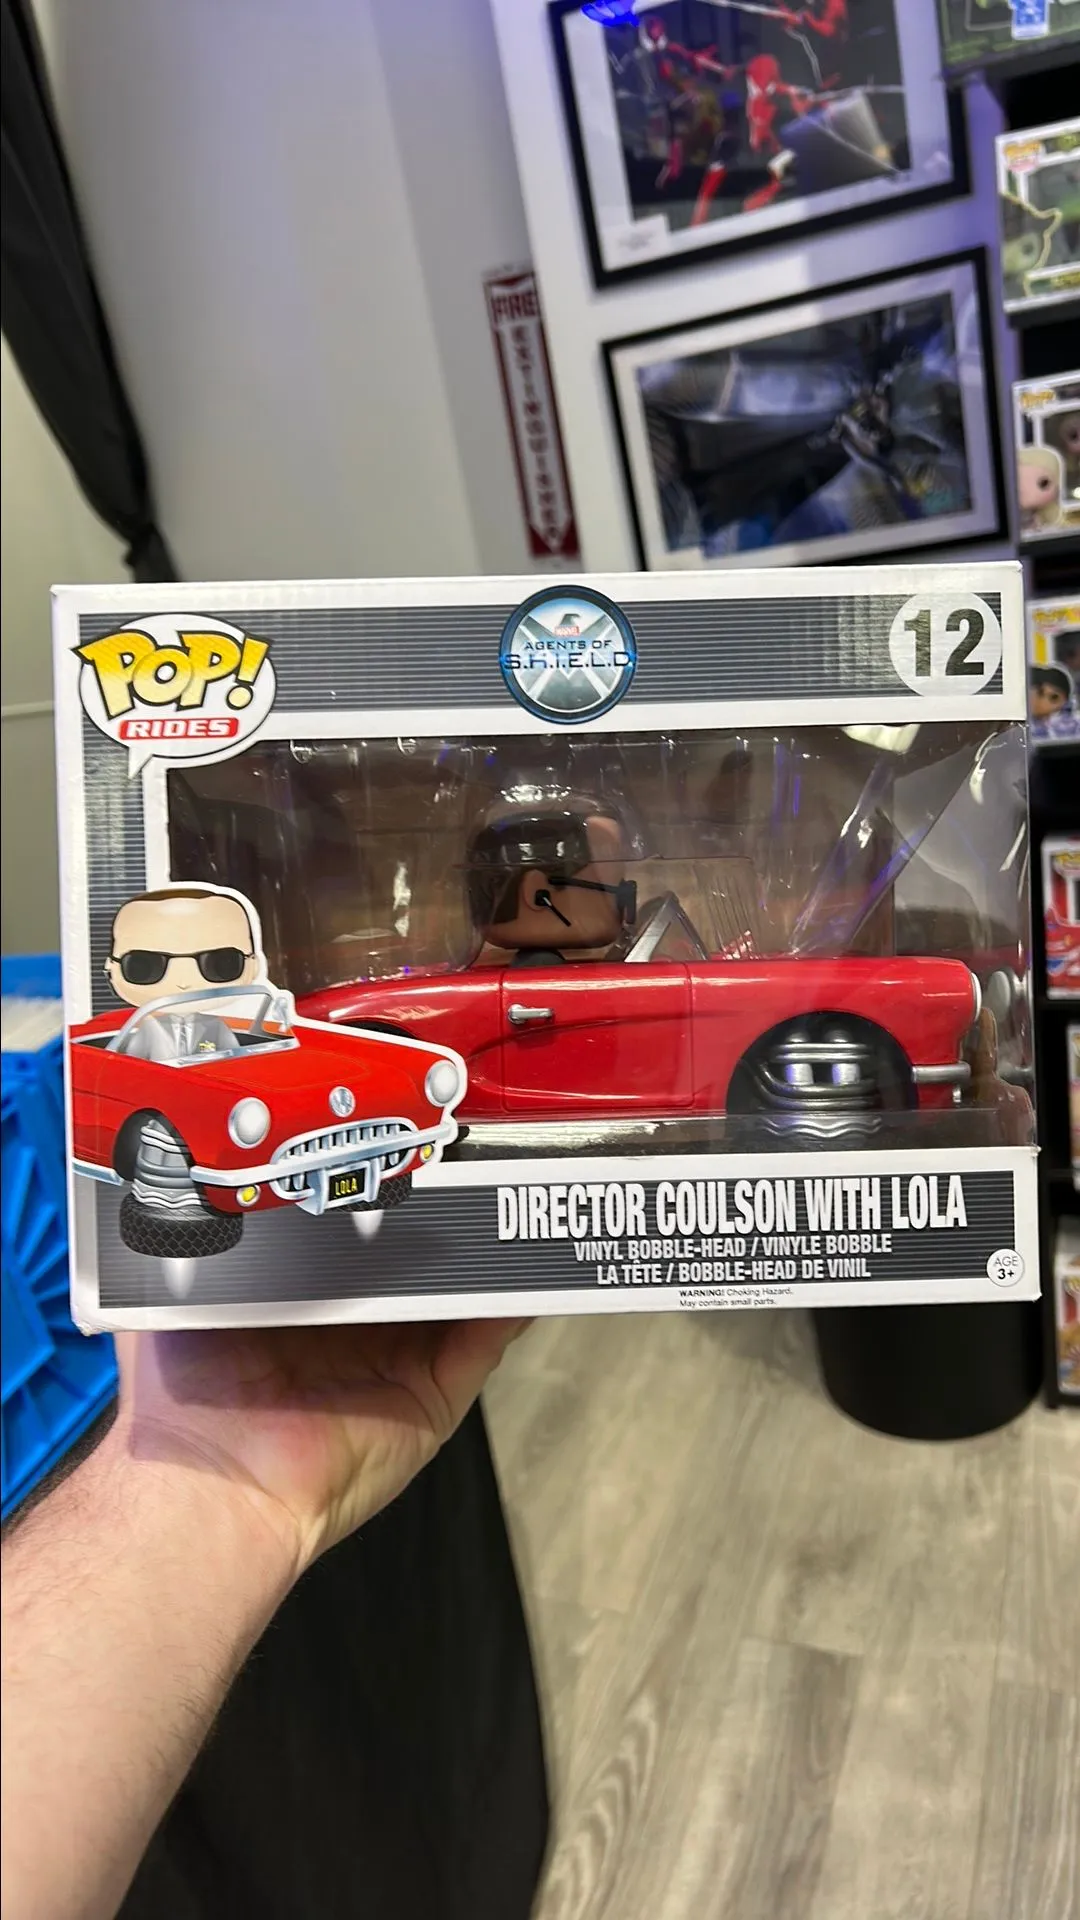 FIRE
EXTINGUISHER
POP!
RIDES
MARVEL
AGENTS OF
S.H.I.E.L.D
12
LOLA
DIRECTOR COULSON WITH LOLA
VINYL BOBBLE-HEAD / VINYLE BOBBLE
LA TÊTE / BOBBLE-HEAD DE VINIL
AGE
3+
WARNING! Choking Hazard.
May contain small parts.